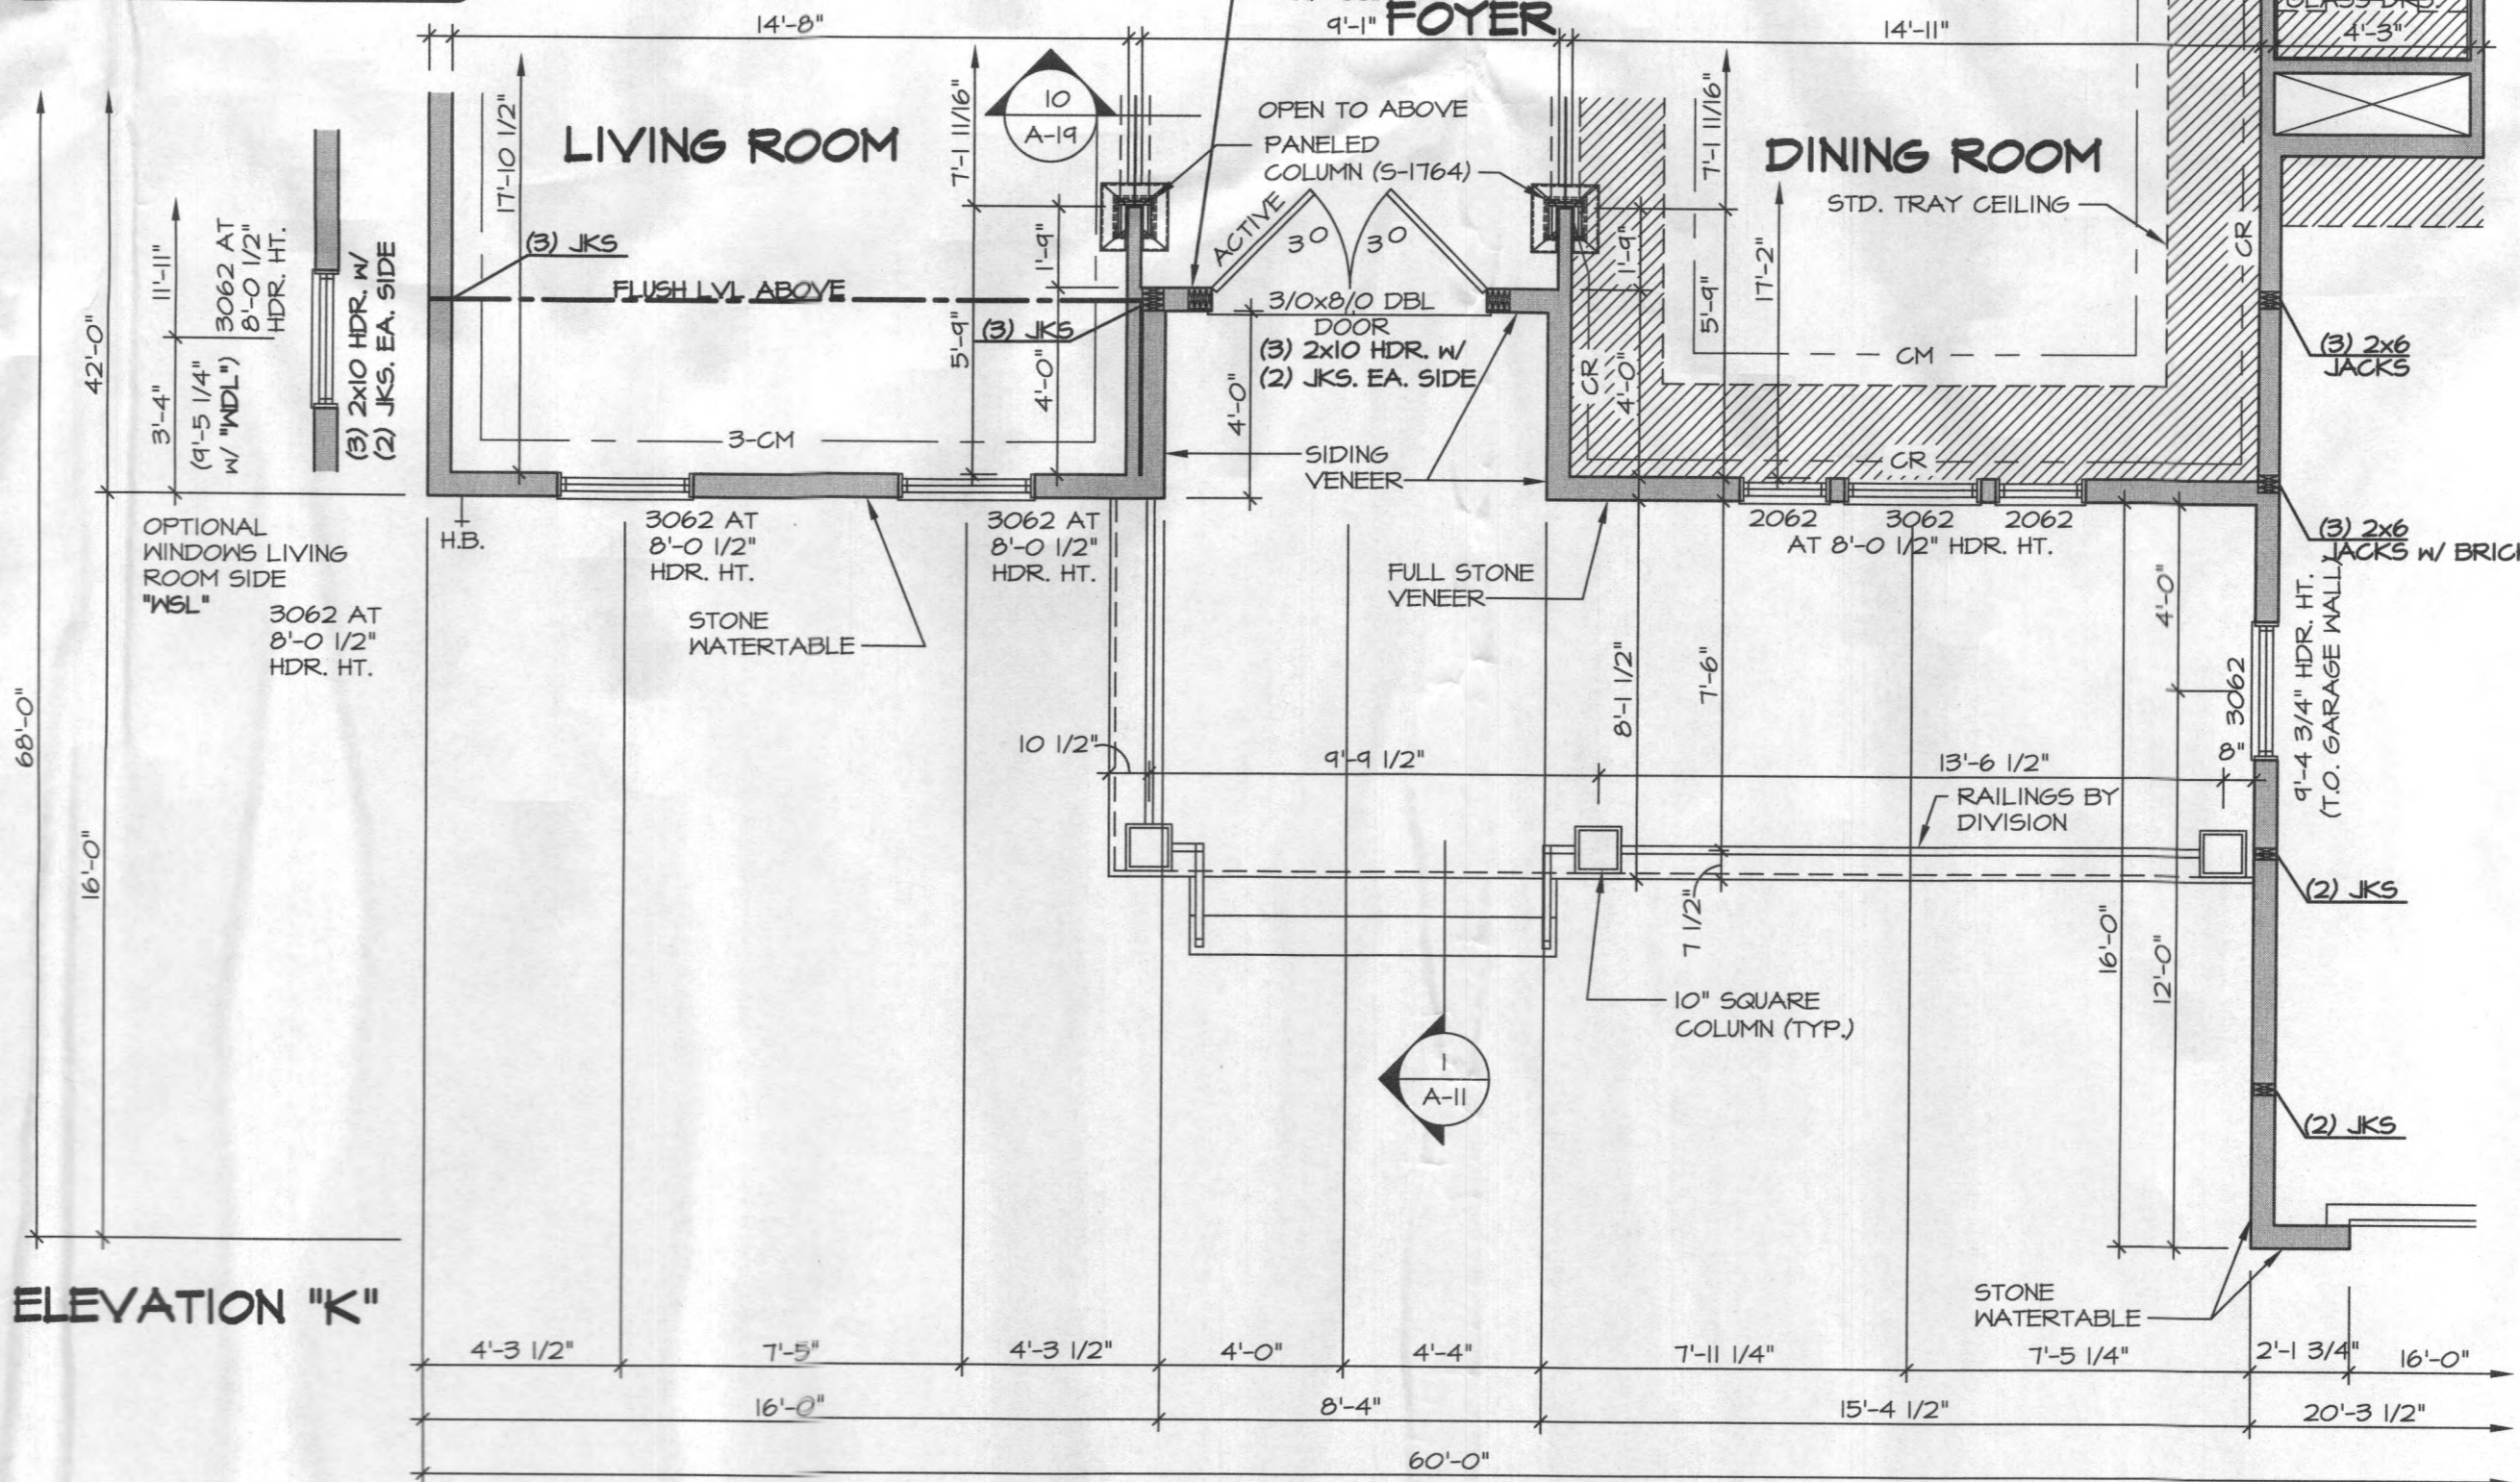 14'-8"
9'-1"
FOYER
14'-11"
4'-3"
17'-10 1/2"
LIVING ROOM
7'-1 11/16"
10
A-19
OPEN TO ABOVE
PANELED
COLUMN (S-1764)
7'-1 11/16"
DINING ROOM
STD. TRAY CEILING
CR
11'-11"
3062 AT
8'-0 1/2"
HDR. HT.
(3) 2x10 HDR. W/
(2) JKS. EA. SIDE
(3) JKS
FLUSH LVL ABOVE
1'-9"
ACTIVE
3°
3°
1'-9"
17'-2"
42'-0"
3'-4"
(9'-5 1/4"
W/ "WDL")
(3) JKS
5'-9"
4'-0"
3/0x8/0 DBL
DOOR
(3) 2x10 HDR. W/
(2) JKS. EA. SIDE
4'-0"
CR
4'-0"
5'-9"
CM
(3) 2x6
JACKS
3-CM
SIDING
VENEER
CR
OPTIONAL
WINDOWS LIVING
ROOM SIDE
"WSL"
3062 AT
8'-0 1/2"
HDR. HT.
H.B.
3062 AT
8'-0 1/2"
HDR. HT.
3062 AT
8'-0 1/2"
HDR. HT.
STONE
WATERTABLE
FULL STONE
VENEER
2062
3062
2062
AT 8'-0 1/2" HDR. HT.
(3) 2x6
JACKS W/ BRICK
4'-0"
3062
9'-4 3/4" HDR. HT.
(T.O. GARAGE WALL)
68'-0"
16'-0"
10 1/2"
9'-9 1/2"
8'-1 1/2"
7'-6"
13'-6 1/2"
8"
RAILINGS BY
DIVISION
7 1/2"
(2) JKS
16'-0"
12'-0"
10" SQUARE
COLUMN (TYP.)
1
A-11
(2) JKS
ELEVATION "K"
STONE
WATERTABLE
4'-3 1/2"
7'-5"
4'-3 1/2"
4'-0"
4'-4"
7'-11 1/4"
7'-5 1/4"
2'-1 3/4"
16'-0"
16'-0"
8'-4"
15'-4 1/2"
20'-3 1/2"
60'-0"